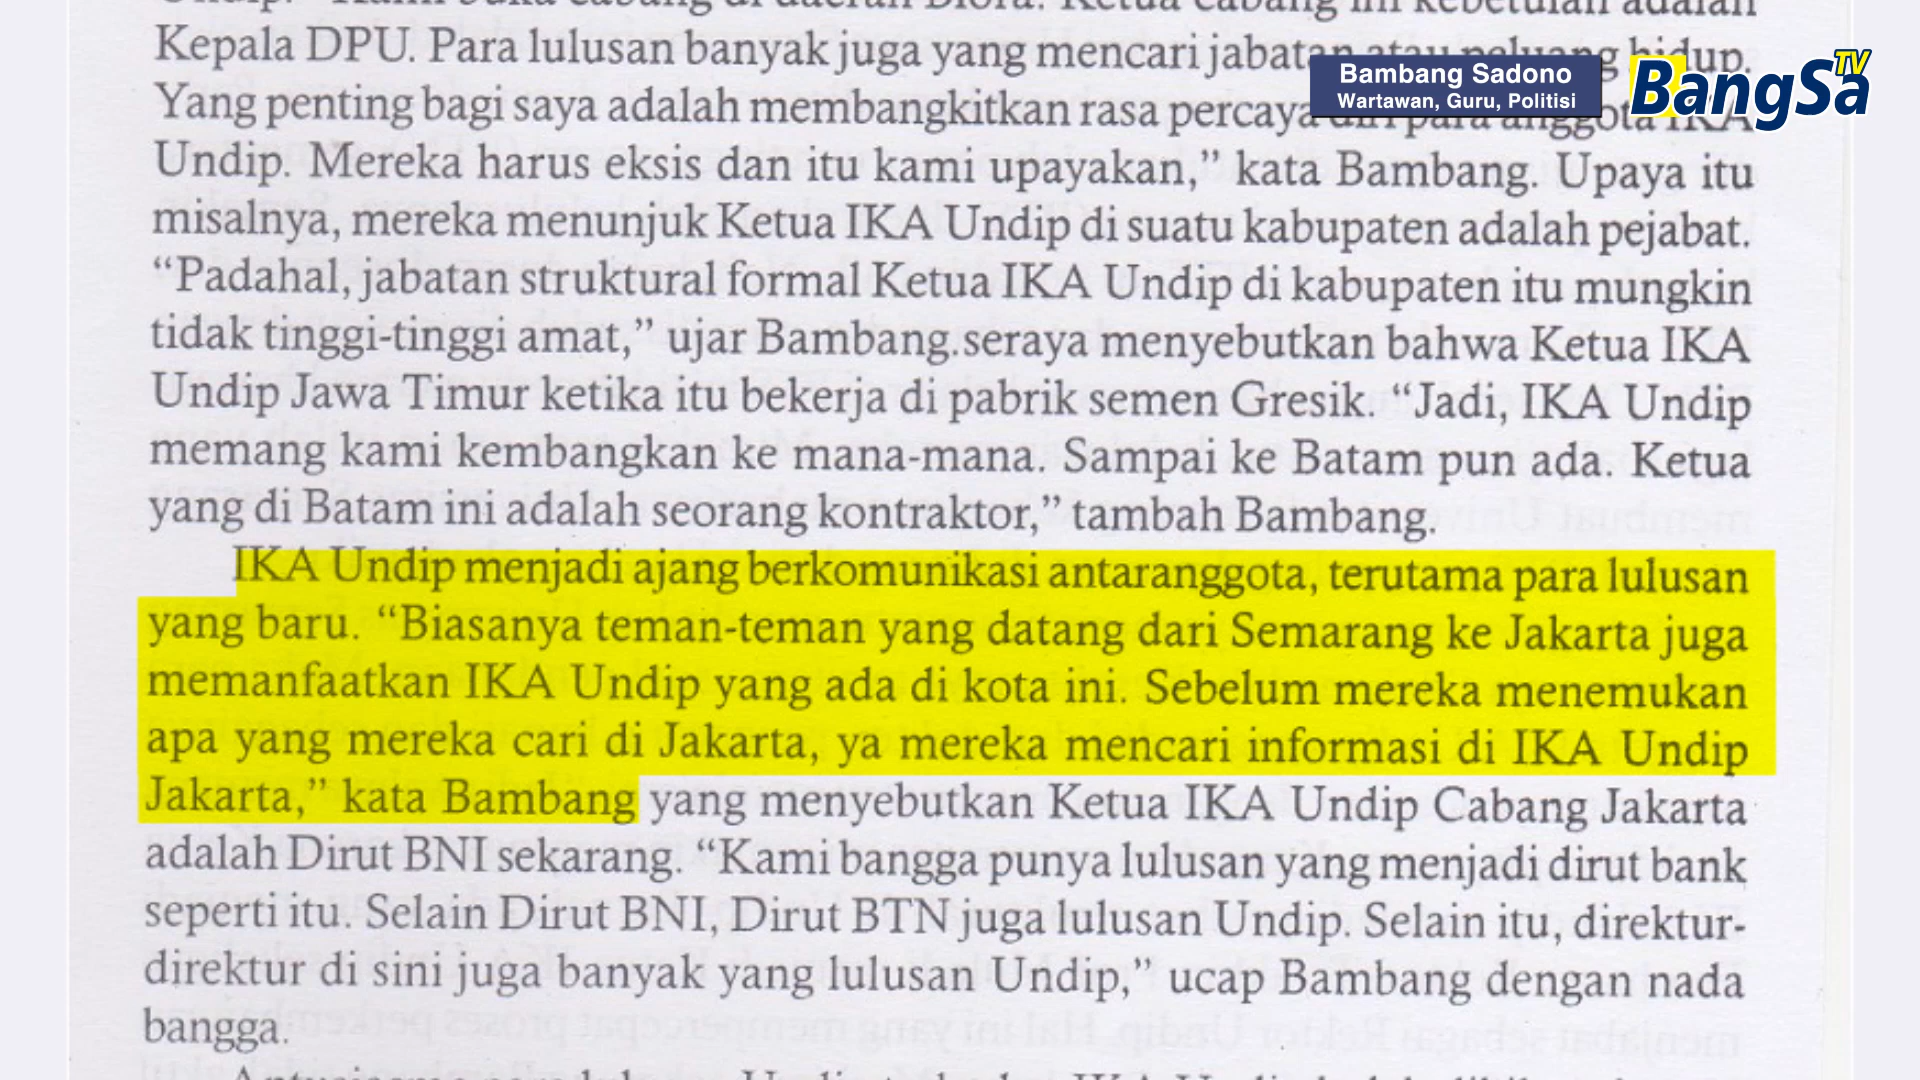 Kepala DPU. Para lulusan banyak juga yang mencari jabatan atau peluang hidup.
Yang penting bagi saya adalah membangkitkan rasa percaya diri para anggota IKA
Undip. Mereka harus eksis dan itu kami upayakan,” kata Bambang. Upaya itu
misalnya, mereka menunjuk Ketua IKA Undip di suatu kabupaten adalah pejabat.
“Padahal, jabatan struktural formal Ketua IKA Undip di kabupaten itu mungkin
tidak tinggi-tinggi amat,” ujar Bambang.seraya menyebutkan bahwa Ketua IKA
Undip Jawa Timur ketika itu bekerja di pabrik semen Gresik. “Jadi, IKA Undip
memang kami kembangkan ke mana-mana. Sampai ke Batam pun ada. Ketua
yang di Batam ini adalah seorang kontraktor,” tambah Bambang.
IKA Undip menjadi ajang berkomunikasi antaranggota, terutama para lulusan
yang baru. “Biasanya teman-teman yang datang dari Semarang ke Jakarta juga
memanfaatkan IKA Undip yang ada di kota ini. Sebelum mereka menemukan
apa yang mereka cari di Jakarta, ya mereka mencari informasi di IKA Undip
Jakarta,” kata Bambang yang menyebutkan Ketua IKA Undip Cabang Jakarta
adalah Dirut BNI sekarang. “Kami bangga punya lulusan yang menjadi dirut bank
seperti itu. Selain Dirut BNI, Dirut BTN juga lulusan Undip. Selain itu, direktur-
direktur di sini juga banyak yang lulusan Undip,” ucap Bambang dengan nada
bangga.
Bambang Sadono
Wartawan, Guru, Politisi
BangSa TV